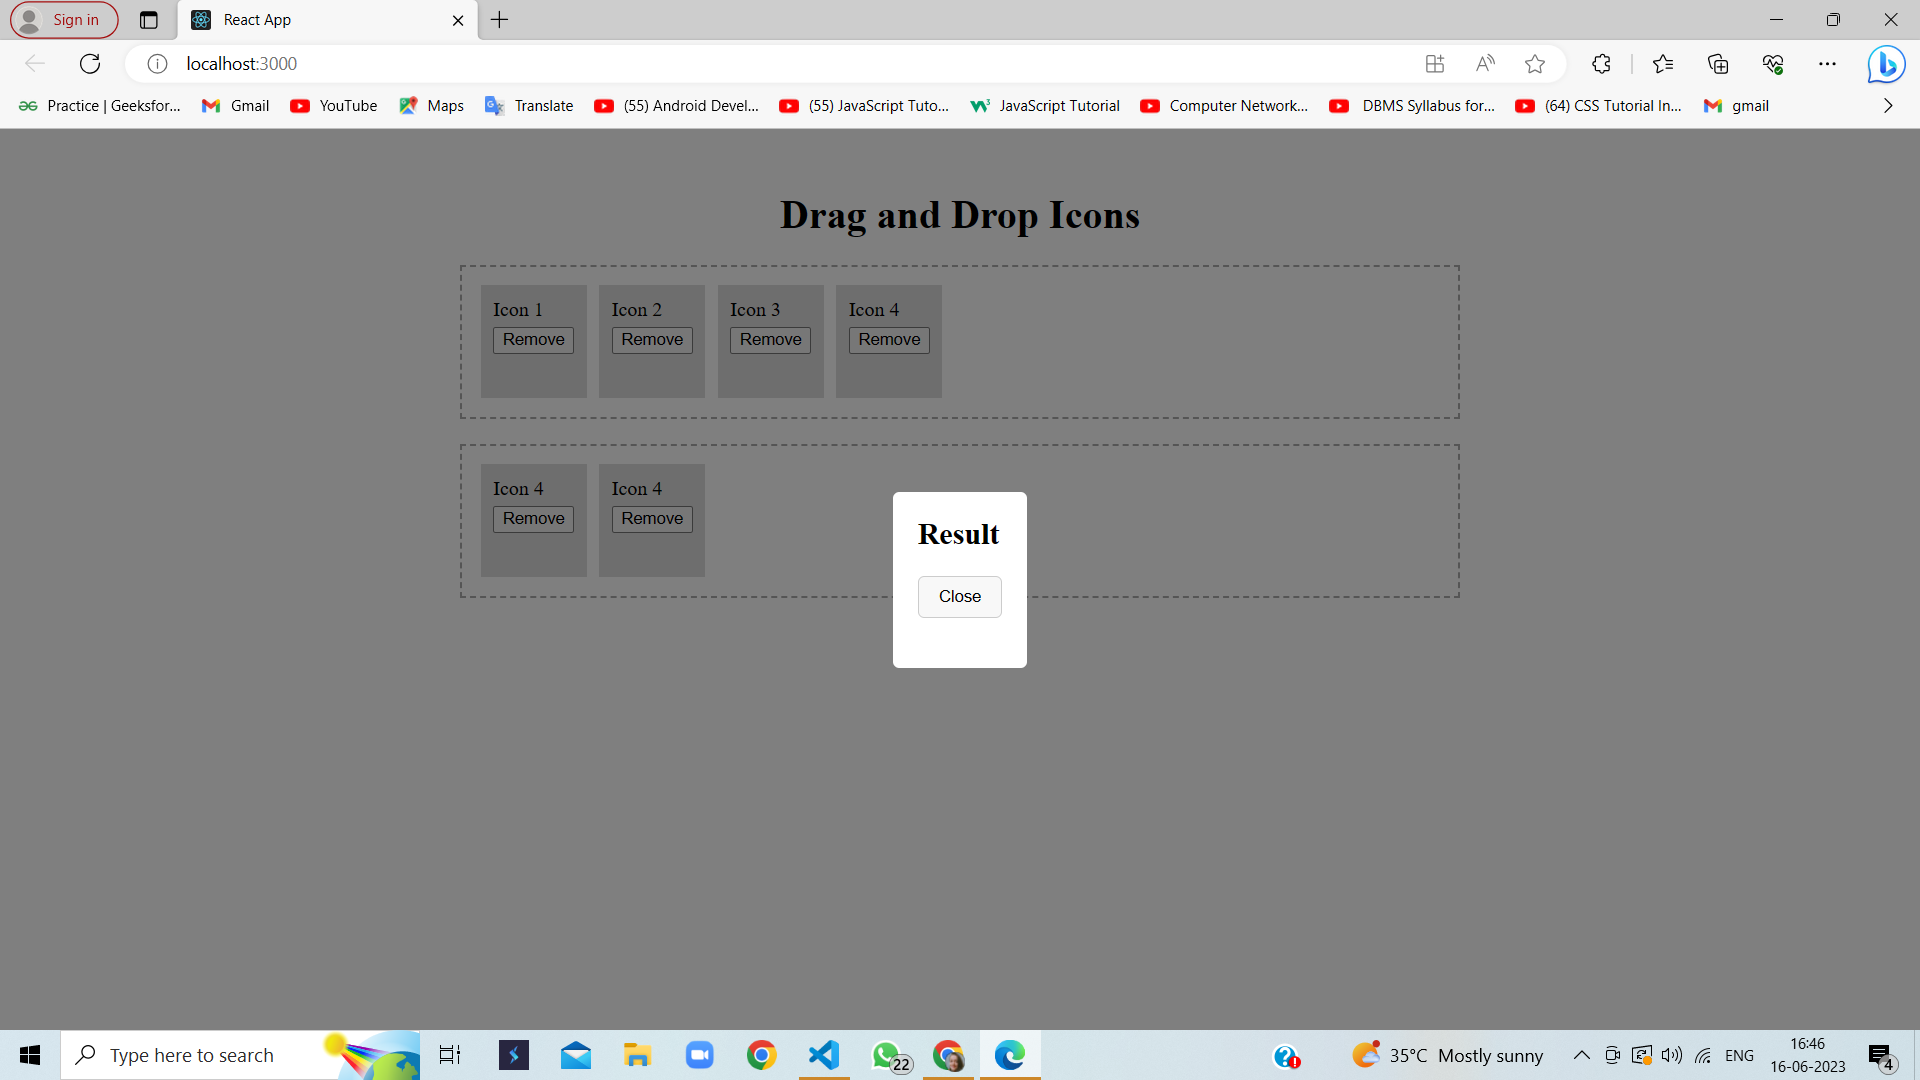 Sign in
React App
localhost:3000
Practice | Geeksfor... Gmail YouTube Maps Translate (55) Android Devel... (55) JavaScript Tuto... JavaScript Tutorial Computer Network... DBMS Syllabus for... (64) CSS Tutorial In... gmail
Drag and Drop Icons
Icon 1 Icon 2 Icon 3 Icon 4
Remove Remove Remove Remove
Icon 4 Icon 4
Remove Remove
Result
Close
Type here to search
22
35°C Mostly sunny
ENG
16:46
16-06-2023
4